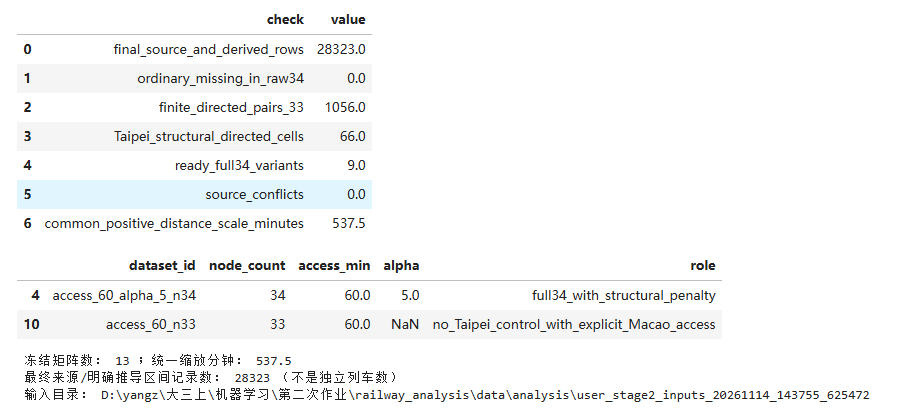 check value
0 final_source_and_derived_rows 28323.0
1 ordinary_missing_in_raw34 0.0
2 finite_directed_pairs_33 1056.0
3 Taipei_structural_directed_cells 66.0
4 ready_full34_variants 9.0
5 source_conflicts 0.0
6 common_positive_distance_scale_minutes 537.5
dataset_id node_count access_min alpha role
4 access_60_alpha_5_n34 34 60.0 5.0 full34_with_structural_penalty
10 access_60_n33 33 60.0 NaN no_Taipei_control_with_explicit_Macao_access
冻结矩阵数: 13 ；统一缩放分钟: 537.5
最终来源/明确推导区间记录数: 28323 （不是独立列车数）
输入目录: D:\yangz\大三上\机器学习\第二次作业\railway_analysis\data\analysis\user_stage2_inputs_20261114_143755_625472